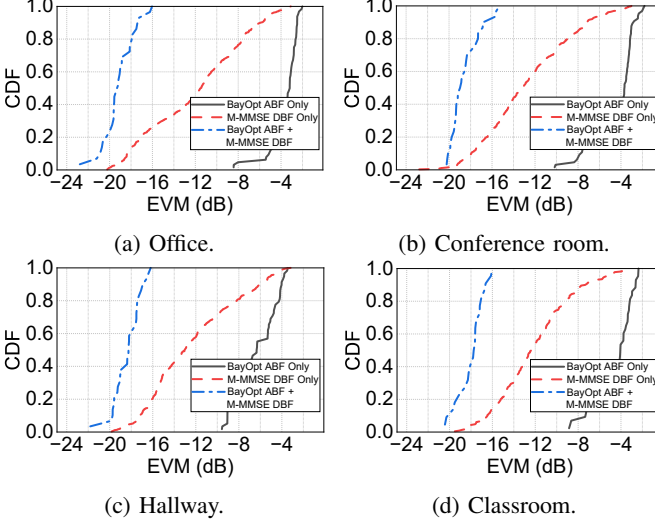 1.0
0.8
0.6
0.4
0.2
0.0
CDF
BayOpt ABF Only
M-MMSE DBF Only
BayOpt ABF +
M-MMSE DBF
−24 −20 −16 −12 −8 −4
EVM (dB)
(a) Office.
1.0
0.8
0.6
0.4
0.2
0.0
CDF
BayOpt ABF Only
M-MMSE DBF Only
BayOpt ABF +
M-MMSE DBF
−24 −20 −16 −12 −8 −4
EVM (dB)
(b) Conference room.
1.0
0.8
0.6
0.4
0.2
0.0
CDF
BayOpt ABF Only
M-MMSE DBF Only
BayOpt ABF +
M-MMSE DBF
−24 −20 −16 −12 −8 −4
EVM (dB)
(c) Hallway.
1.0
0.8
0.6
0.4
0.2
0.0
CDF
BayOpt ABF Only
M-MMSE DBF Only
BayOpt ABF +
M-MMSE DBF
−24 −20 −16 −12 −8 −4
EVM (dB)
(d) Classroom.